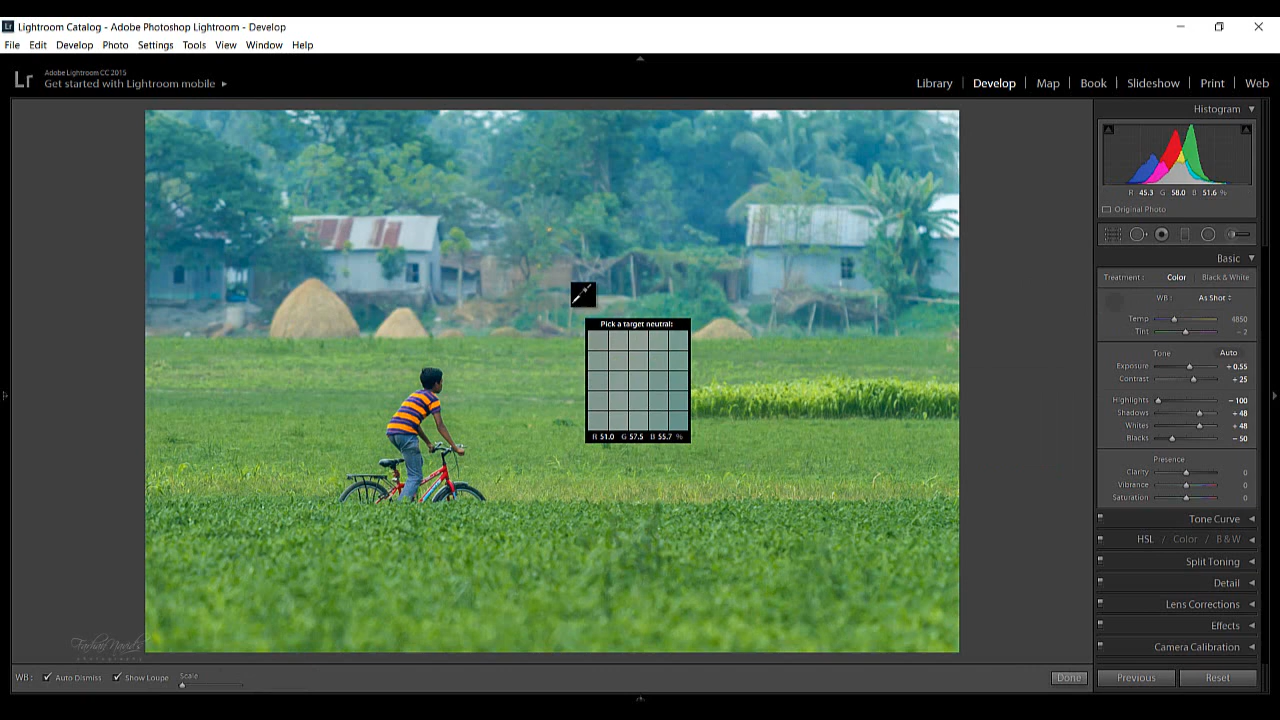 Lightroom Catalog - Adobe Photoshop Lightroom - Develop
File Edit Develop Photo Settings Tools View Window Help
Lr Adobe Lightroom CC 2015
Get started with Lightroom mobile
Library | Develop | Map | Book | Slideshow | Print | Web
Histogram
R 45.3 G 58.0 B 51.6 %
Original Photo
Basic
Treatment : Color Black & White
WB : As Shot
Temp 4850
Tint - 2
Tone Auto
Exposure + 0.55
Contrast + 25
Highlights - 100
Shadows + 48
Whites + 48
Blacks - 50
Presence
Clarity 0
Vibrance 0
Saturation 0
Tone Curve
HSL / Color / B & W
Split Toning
Detail
Lens Corrections
Effects
Camera Calibration
Previous Reset
Pick a target neutral:
R 51.0 G 57.5 B 55.7 %
photography
WB : Auto Dismiss Show Loupe Scale
Done